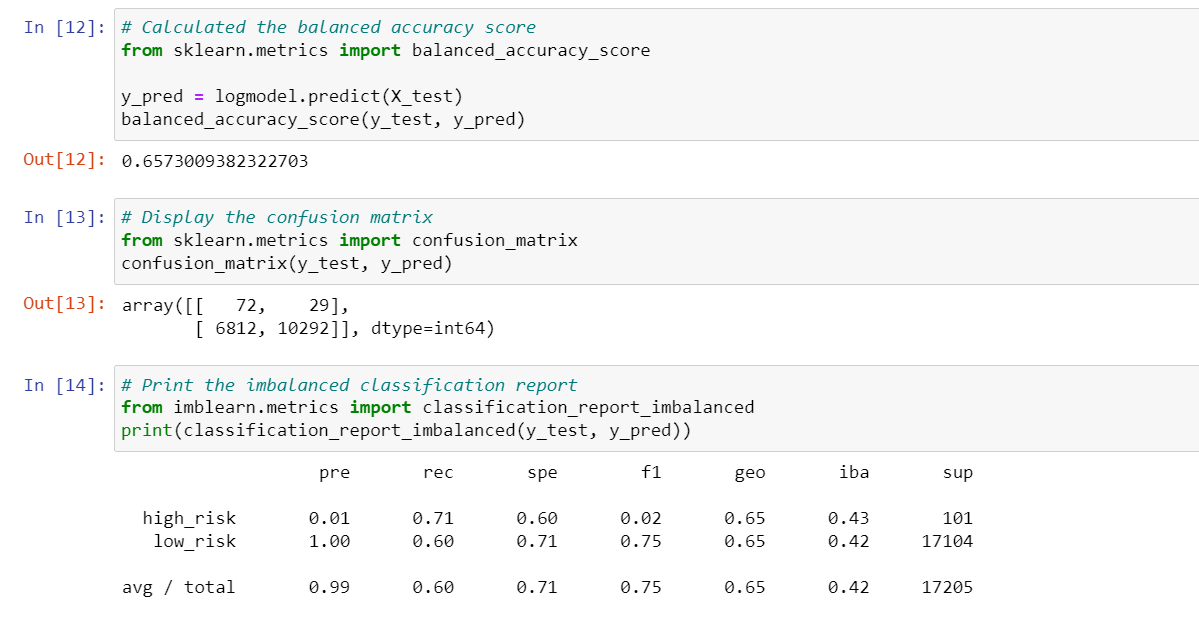 In [12]: # Calculated the balanced accuracy score
from sklearn.metrics import balanced_accuracy_score
y_pred = logmodel.predict(X_test)
balanced_accuracy_score(y_test, y_pred)
Out[12]: 0.6573009382322703
In [13]: # Display the confusion matrix
from sklearn.metrics import confusion_matrix
confusion_matrix(y_test, y_pred)
Out[13]: array([[   72,    29],
       [ 6812, 10292]], dtype=int64)
In [14]: # Print the imbalanced classification report
from imblearn.metrics import classification_report_imbalanced
print(classification_report_imbalanced(y_test, y_pred))
pre rec spe f1 geo iba sup
high_risk 0.01 0.71 0.60 0.02 0.65 0.43 101
low_risk 1.00 0.60 0.71 0.75 0.65 0.42 17104
avg / total 0.99 0.60 0.71 0.75 0.65 0.42 17205